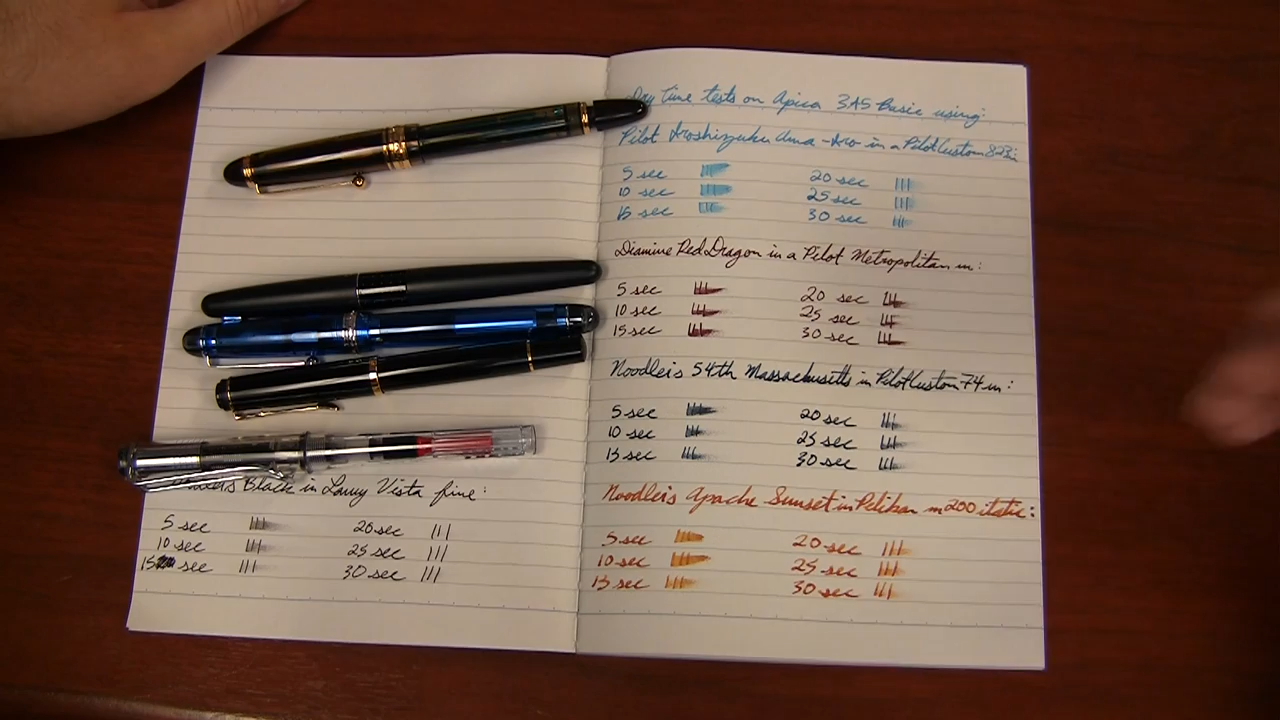 Black in Lamy Vista fine:
5 sec 20 sec
10 sec 25 sec
15 sec 30 sec
Dry Time tests on Apica 3A5 Basic using:
Pilot Iroshizuku Ama-Iro in a Pilot Custom 823:
5 sec 20 sec
10 sec 25 sec
15 sec 30 sec
Diamine Red Dragon in a Pilot Metropolitan m:
5 sec 20 sec
10 sec 25 sec
15 sec 30 sec
Noodler's 54th Massachusetts in Pilot Custom 74 m:
5 sec 20 sec
10 sec 25 sec
15 sec 30 sec
Noodler's Apache Sunset in Pelikan m200 italic:
5 sec 20 sec
10 sec 25 sec
15 sec 30 sec